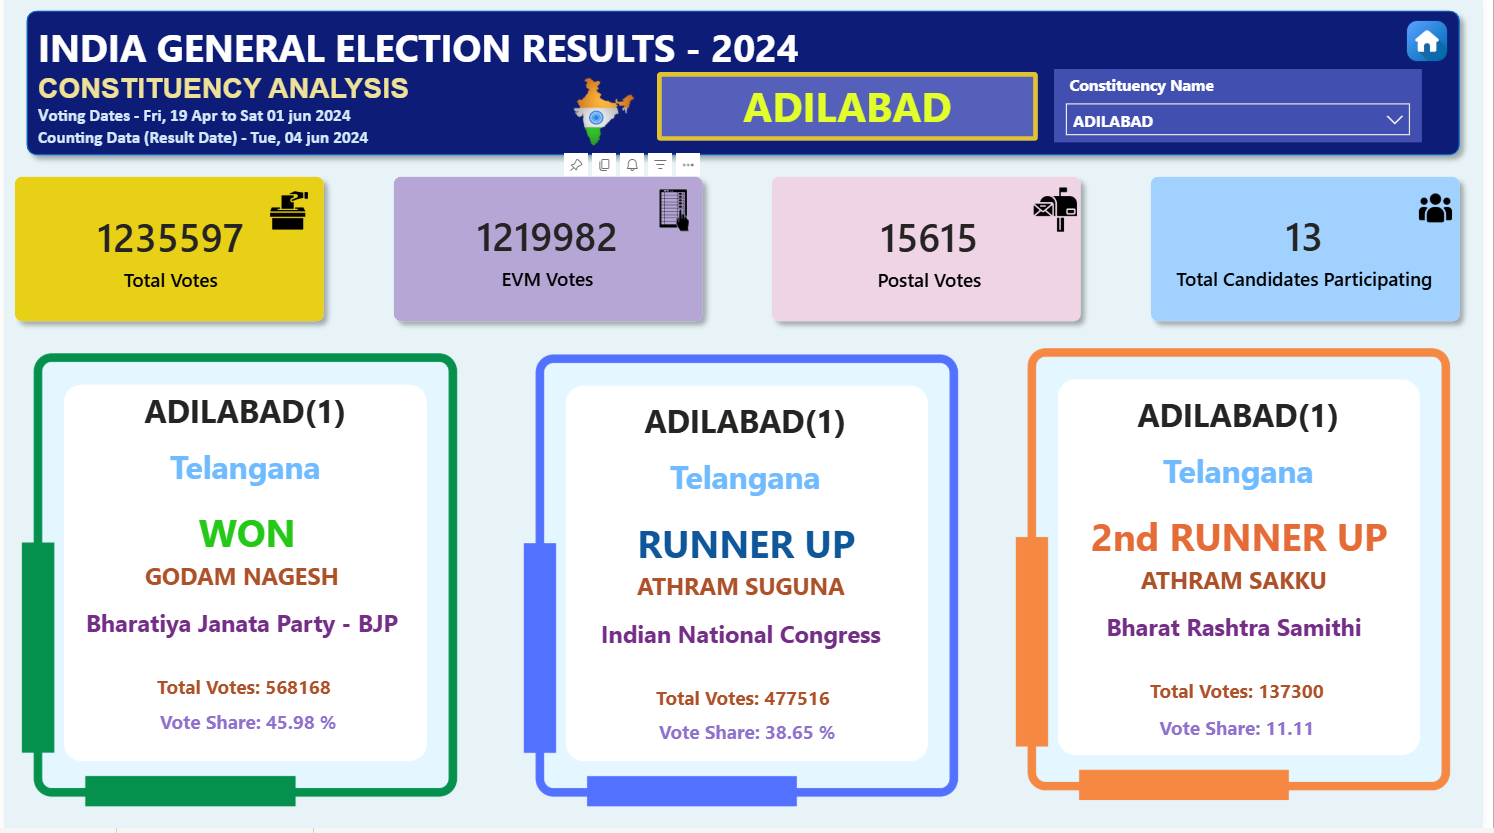 INDIA GENERAL ELECTION RESULTS - 2024
CONSTITUENCY ANALYSIS
Voting Dates - Fri, 19 Apr to Sat 01 jun 2024
Counting Data (Result Date) - Tue, 04 jun 2024
ADILABAD
Constituency Name
ADILABAD
1235597
Total Votes
1219982
EVM Votes
15615
Postal Votes
13
Total Candidates Participating
ADILABAD(1)
Telangana
WON
GODAM NAGESH
Bharatiya Janata Party - BJP
Total Votes: 568168
Vote Share: 45.98 %
ADILABAD(1)
Telangana
RUNNER UP
ATHRAM SUGUNA
Indian National Congress
Total Votes: 477516
Vote Share: 38.65 %
ADILABAD(1)
Telangana
2nd RUNNER UP
ATHRAM SAKKU
Bharat Rashtra Samithi
Total Votes: 137300
Vote Share: 11.11